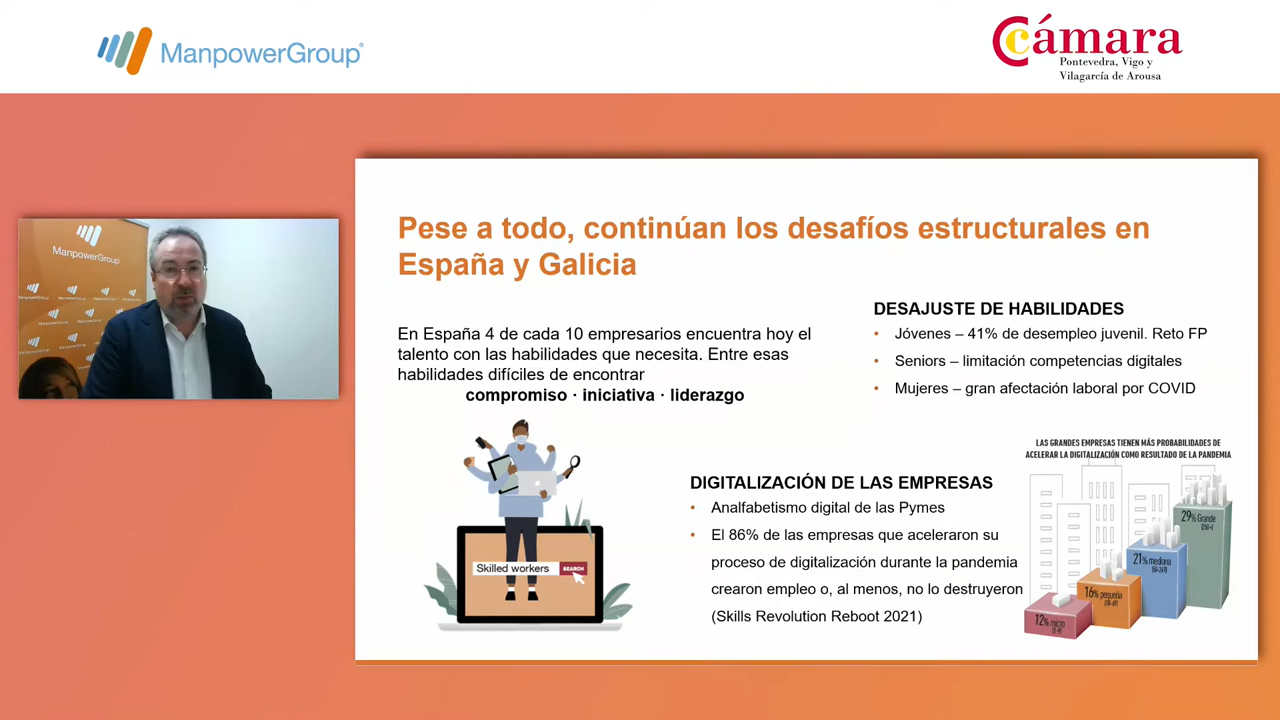 ManpowerGroup
Cámara
Pontevedra, Vigo y
Vilagarcía de Arousa
ManpowerGroup
Pese a todo, continúan los desafíos estructurales en
España y Galicia
En España 4 de cada 10 empresarios encuentra hoy el
talento con las habilidades que necesita. Entre esas
habilidades difíciles de encontrar
compromiso · iniciativa · liderazgo
DESAJUSTE DE HABILIDADES
• Jóvenes – 41% de desempleo juvenil. Reto FP
• Seniors – limitación competencias digitales
• Mujeres – gran afectación laboral por COVID
Skilled workers
SEARCH
DIGITALIZACIÓN DE LAS EMPRESAS
• Analfabetismo digital de las Pymes
• El 86% de las empresas que aceleraron su
proceso de digitalización durante la pandemia
crearon empleo o, al menos, no lo destruyeron
(Skills Revolution Reboot 2021)
LAS GRANDES EMPRESAS TIENEN MÁS PROBABILIDADES DE
ACELERAR LA DIGITALIZACIÓN COMO RESULTADO DE LA PANDEMIA
12% micro
16% pequeña
21% mediana
29% Grande